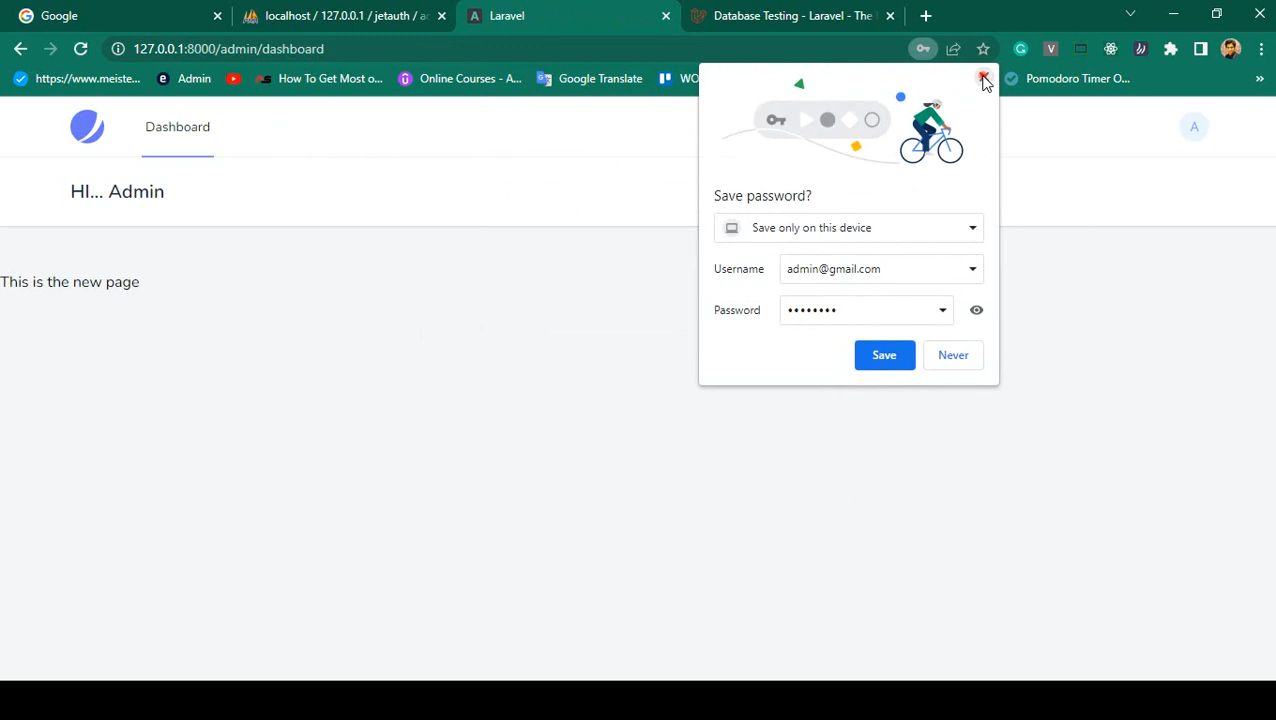 Google
localhost / 127.0.0.1 / jetauth / ac
Laravel
Database Testing - Laravel - The
127.0.0.1:8000/admin/dashboard
https://www.meiste...
Admin
How To Get Most o...
Online Courses - A...
Google Translate
WO
Pomodoro Timer O...
»
Dashboard
A
HI... Admin
This is the new page
Save password?
Save only on this device
Username
admin@gmail.com
Password
••••••••
Save
Never